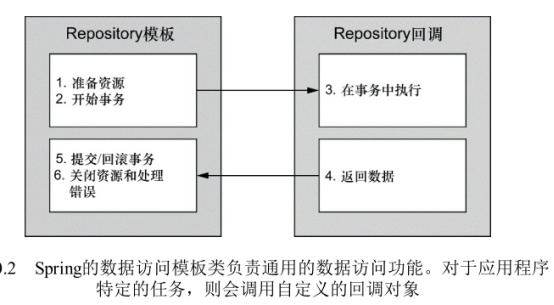 Repository模板
Repository回调
1. 准备资源
2. 开始事务
3. 在事务中执行
5. 提交/回滚事务
6. 关闭资源和处理
错误
4. 返回数据
0.2 Spring的数据访问模板类负责通用的数据访问功能。对于应用程序
特定的任务，则会调用自定义的回调对象